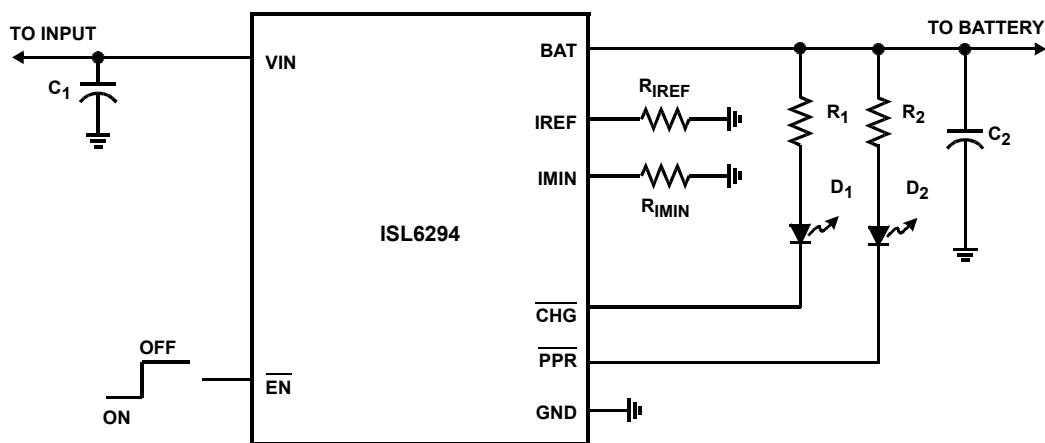 TO INPUT
C1
VIN
BAT
TO BATTERY
RIREF
IREF
IMIN
RIMIN
R1
R2
C2
D1
D2
ISL6294
CHG
PPR
OFF
ON
EN
GND